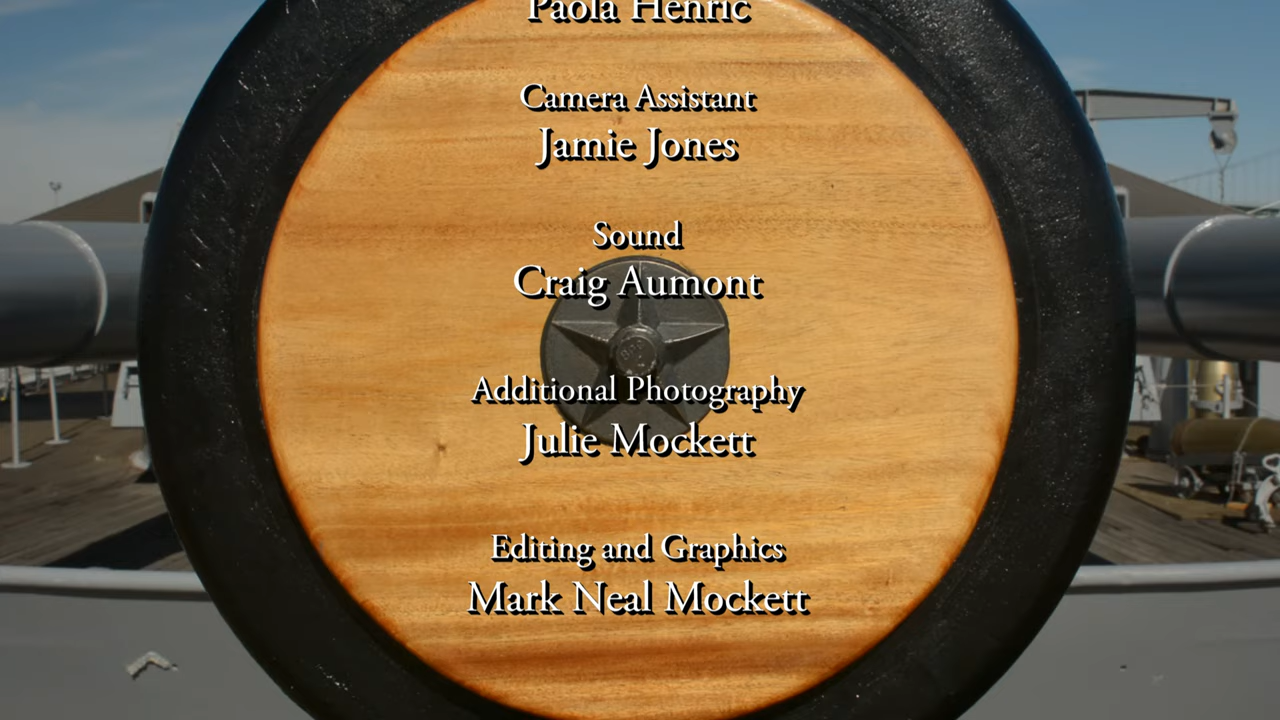 Paola Henric
Camera Assistant
Jamie Jones
Sound
Craig Aumont
Additional Photography
Julie Mockett
Editing and Graphics
Mark Neal Mockett